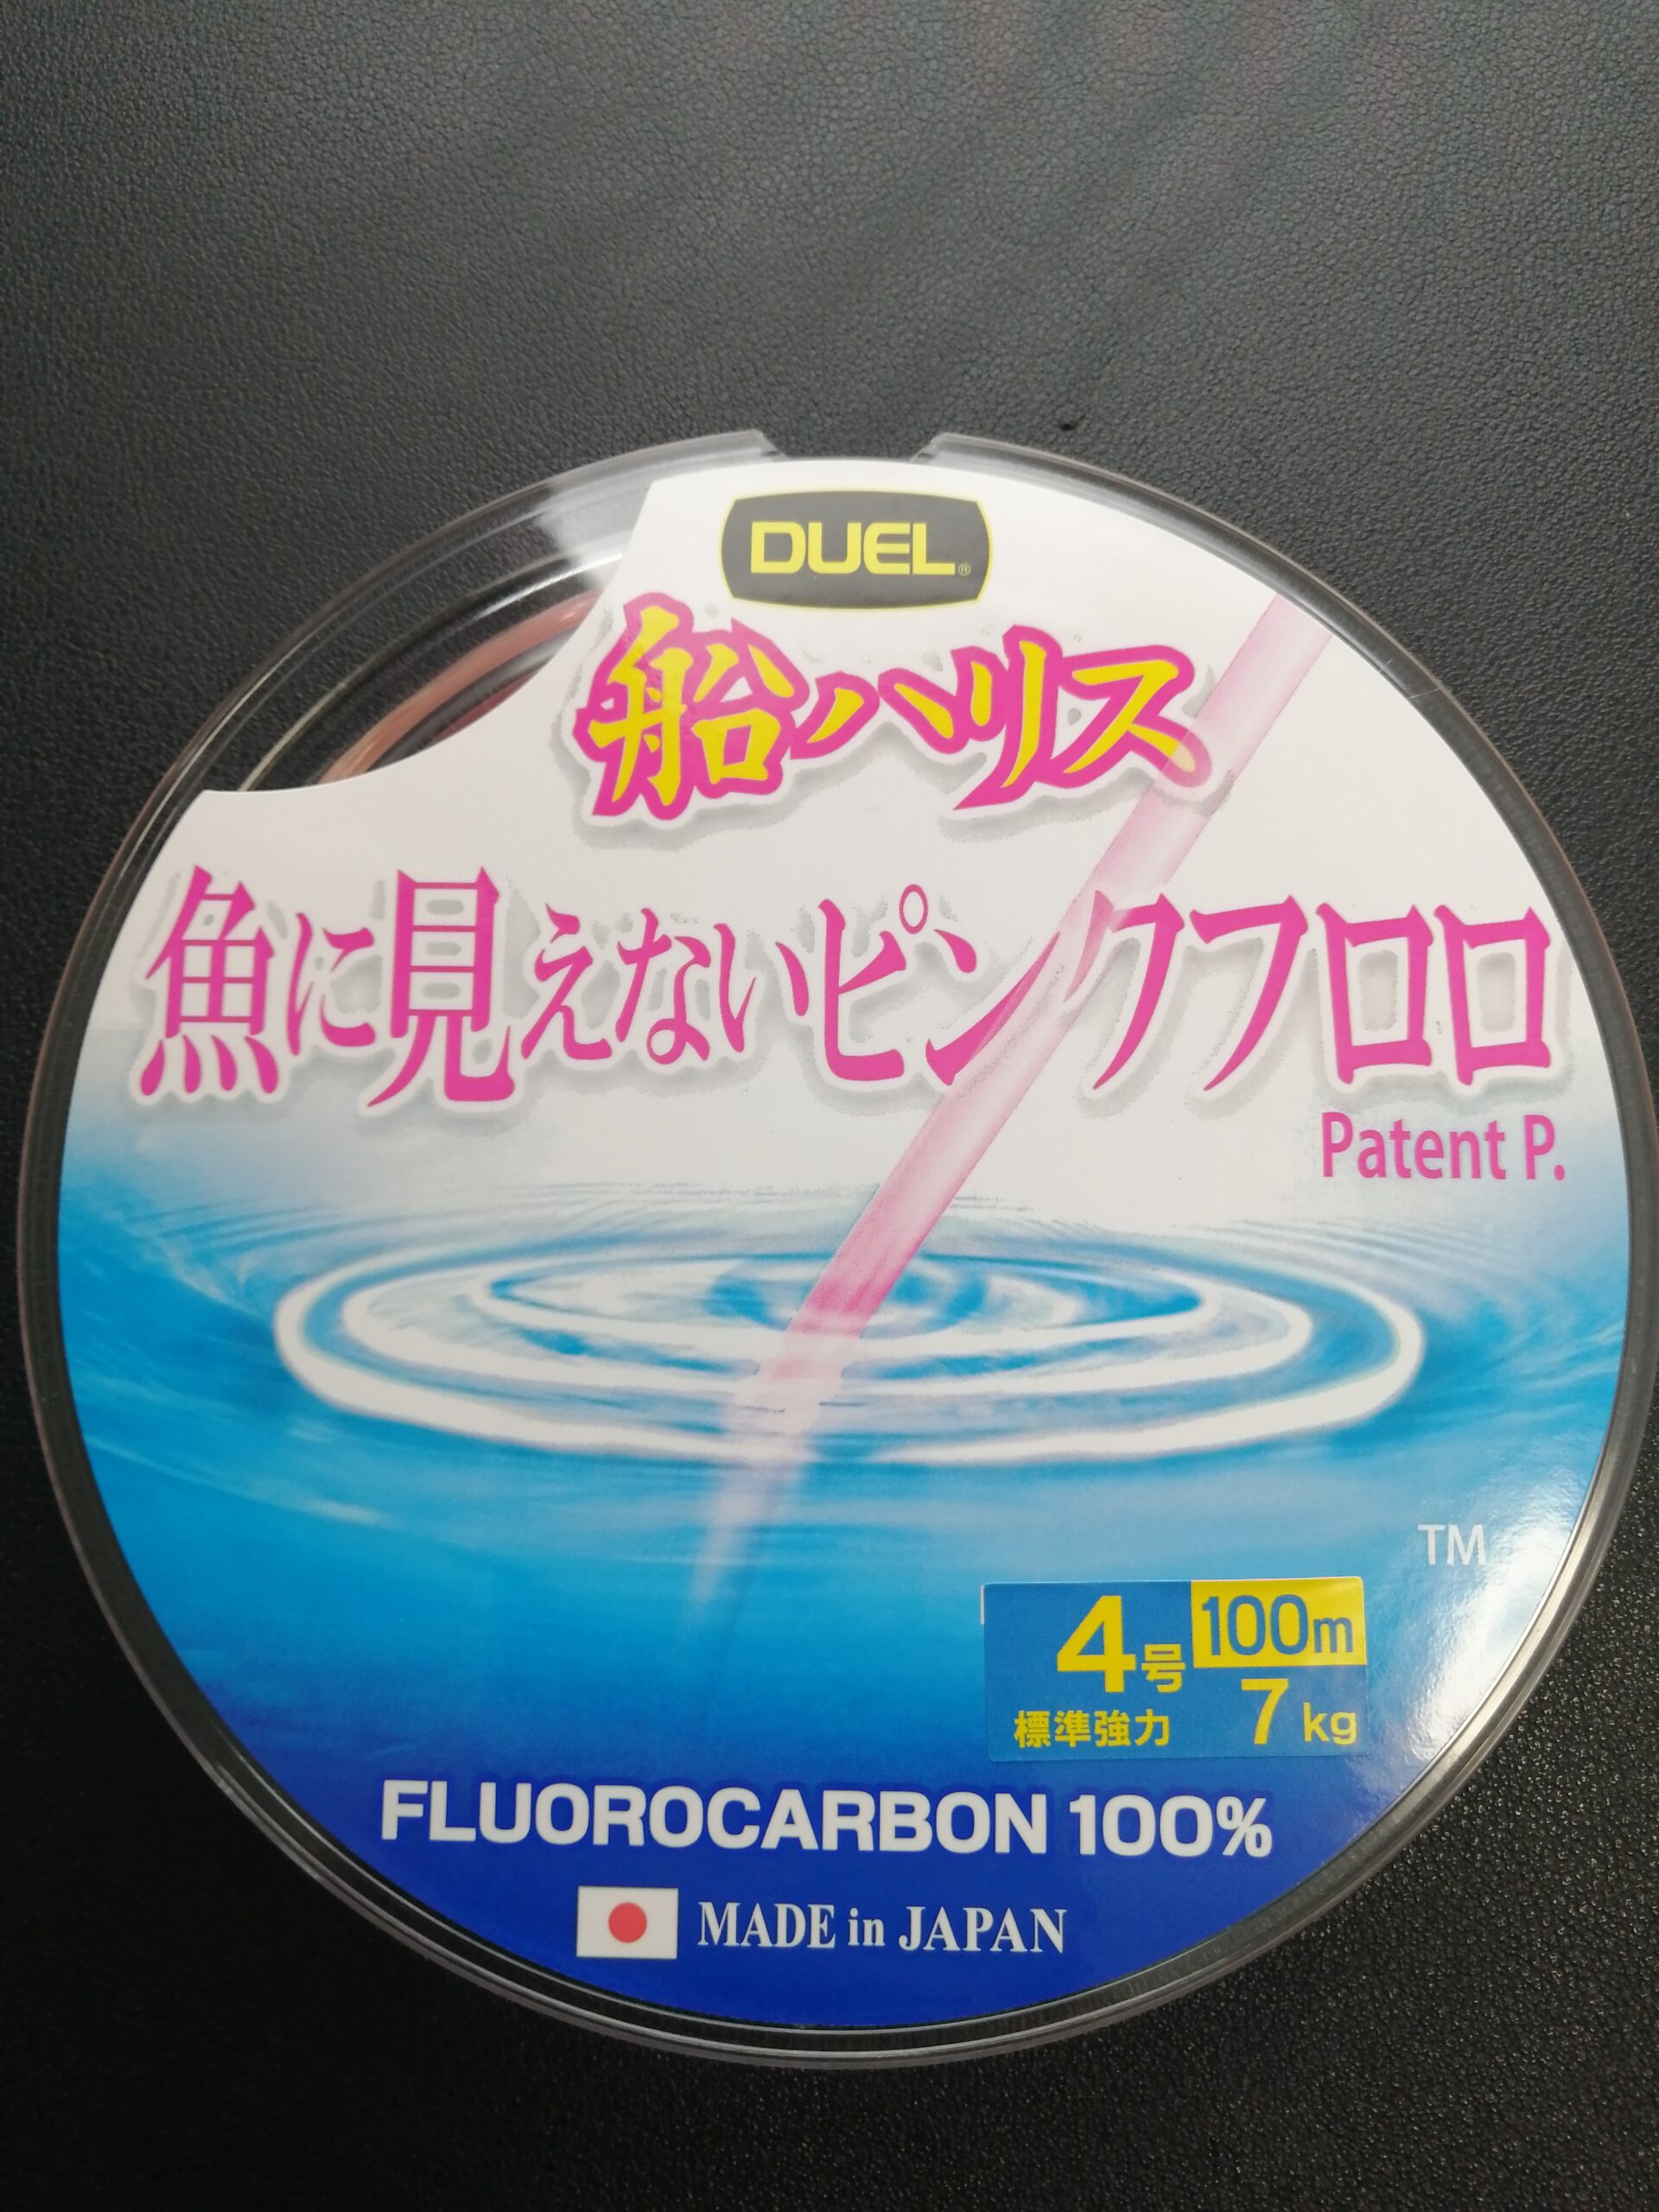 DUEL®
船ハリス
魚に見えないピンクフロロ
Patent P.
TM
4号 100m
標準強力 7kg
FLUOROCARBON 100%
MADE in JAPAN